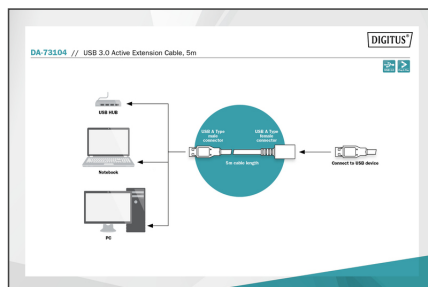 DIGITUS®
DA-73104 // USB 3.0 Active Extension Cable, 5m
USB HUB
USB A Type
male
connector
USB A Type
female
connector
5m cable length
Notebook
Connect to USB device
PC